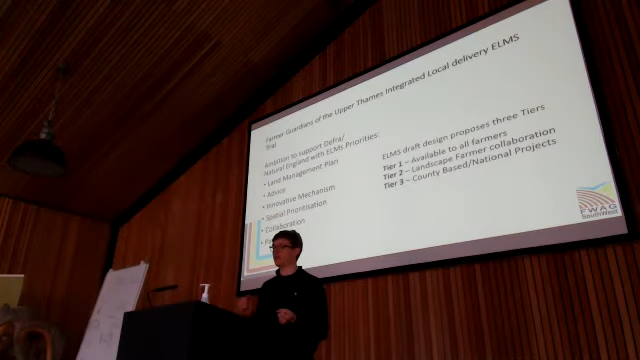 Farmer Guardians of the Upper Thames Integrated Local delivery ELMS
Trial
Ambition to support Defra/
Natural England with ELMs Priorities:
• Land Management Plan
• Advice
• Innovative Mechanism
• Spatial Prioritisation
• Collaboration
ELMS draft design proposes three Tiers
Tier 1 – Available to all farmers
Tier 2 – Landscape Farmer collaboration
Tier 3 – County Based/National Projects
FWAG
SouthWest